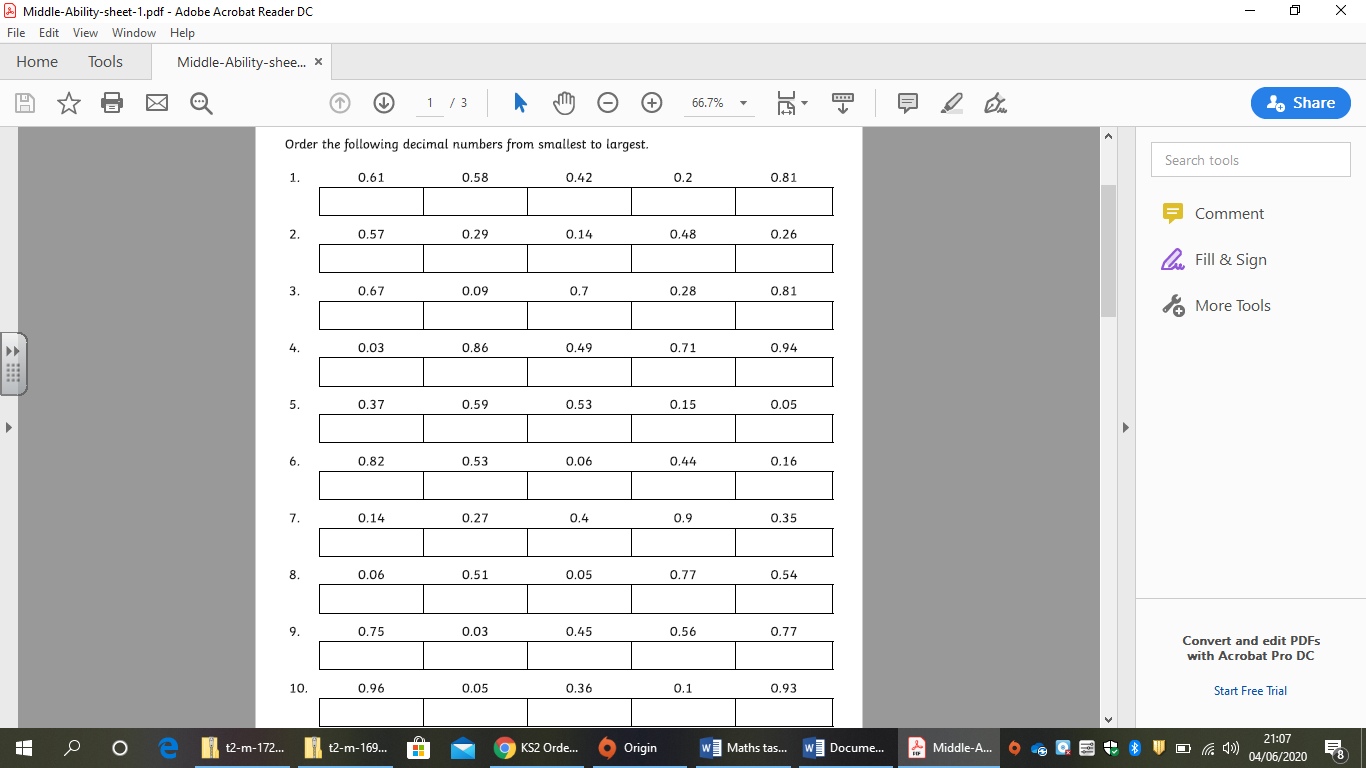 Middle-Ability-sheet-1.pdf - Adobe Acrobat Reader DC
File Edit View Window Help
Home Tools Middle-Ability-shee... ×
1 / 3 66.7% Share
Order the following decimal numbers from smallest to largest.
1. 0.61 0.58 0.42 0.2 0.81
2. 0.57 0.29 0.14 0.48 0.26
3. 0.67 0.09 0.7 0.28 0.81
4. 0.03 0.86 0.49 0.71 0.94
5. 0.37 0.59 0.53 0.15 0.05
6. 0.82 0.53 0.06 0.44 0.16
7. 0.14 0.27 0.4 0.9 0.35
8. 0.06 0.51 0.05 0.77 0.54
9. 0.75 0.03 0.45 0.56 0.77
10. 0.96 0.05 0.36 0.1 0.93
Search tools
Comment
Fill & Sign
More Tools
Convert and edit PDFs
with Acrobat Pro DC
Start Free Trial
t2-m-172... t2-m-169... KS2 Orde... Origin Maths tas... Docume... Middle-A... 21:07
04/06/2020 8